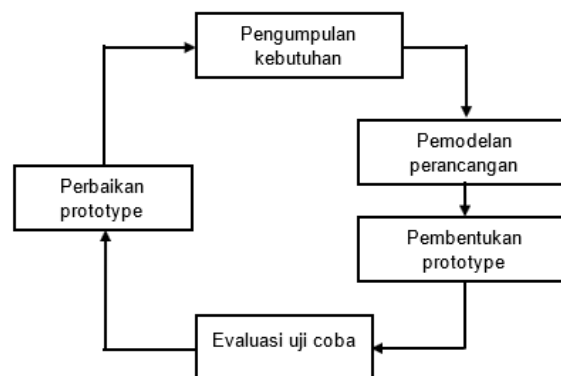 Pengumpulan
kebutuhan
Pemodelan
perancangan
Pembentukan
prototype
Evaluasi uji coba
Perbaikan
prototype